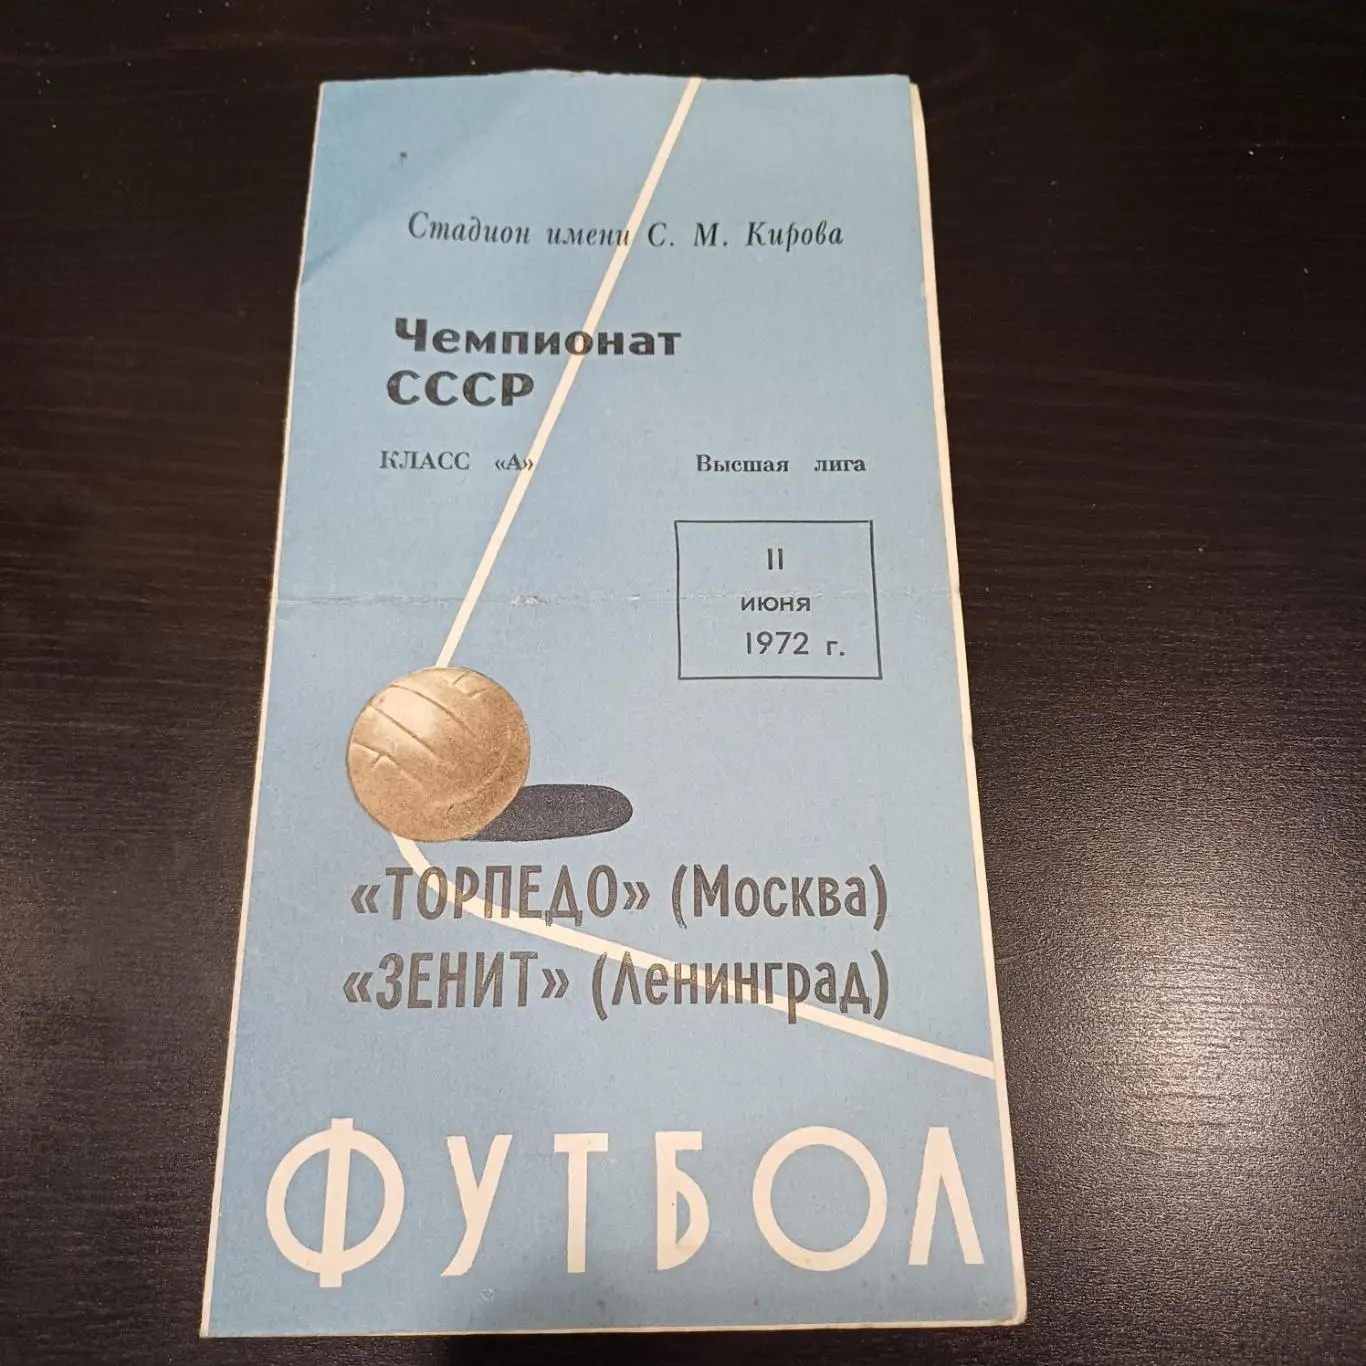 Стадион имени С. М. Кирова
Чемпионат
СССР
КЛАСС «А» Высшая лига
11
июня
1972 г.
«ТОРПЕДО» (Москва)
«ЗЕНИТ» (Ленинград)
ФУТБОЛ